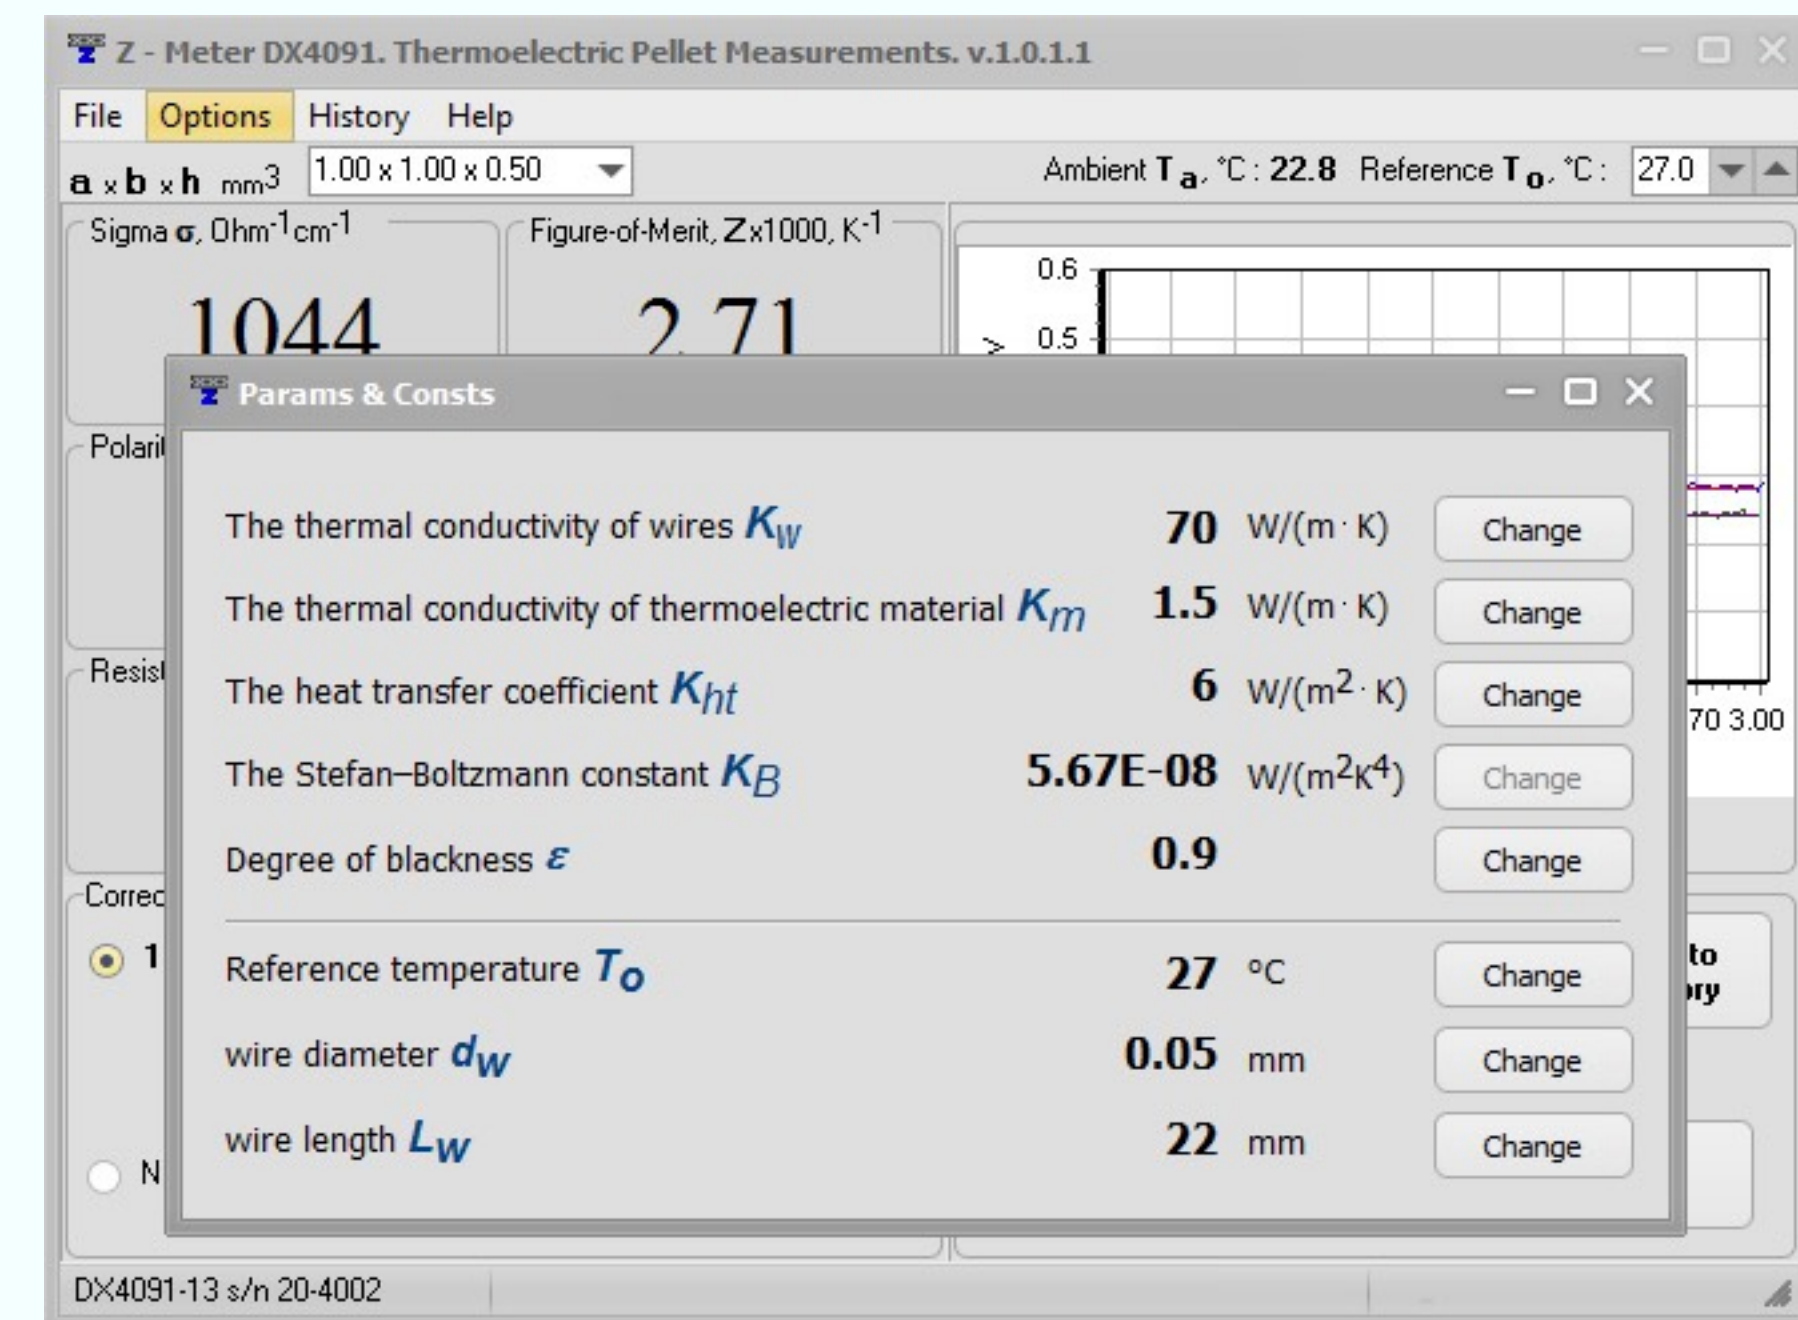 Z - Meter DX4091. Thermoelectric Pellet Measurements. v.1.0.1.1
File Options History Help
a x b x h mm³ 1.00 x 1.00 x 0.50 Ambient Ta, °C : 22.8 Reference To, °C : 27.0
Sigma σ, Ohm⁻¹cm⁻¹ Figure-of-Merit, Zx1000, K⁻¹
1044 2.71
0.6
0.5
Params & Consts
The thermal conductivity of wires KW 70 W/(m · K) Change
The thermal conductivity of thermoelectric material Km 1.5 W/(m · K) Change
The heat transfer coefficient Kht 6 W/(m² · K) Change
70 3.00
The Stefan–Boltzmann constant KB 5.67E-08 W/(m²K⁴) Change
Degree of blackness ε 0.9 Change
1
Reference temperature To 27 °C Change
to
wire diameter dW 0.05 mm Change
wire length LW 22 mm Change
N
DX4091-13 s/n 20-4002